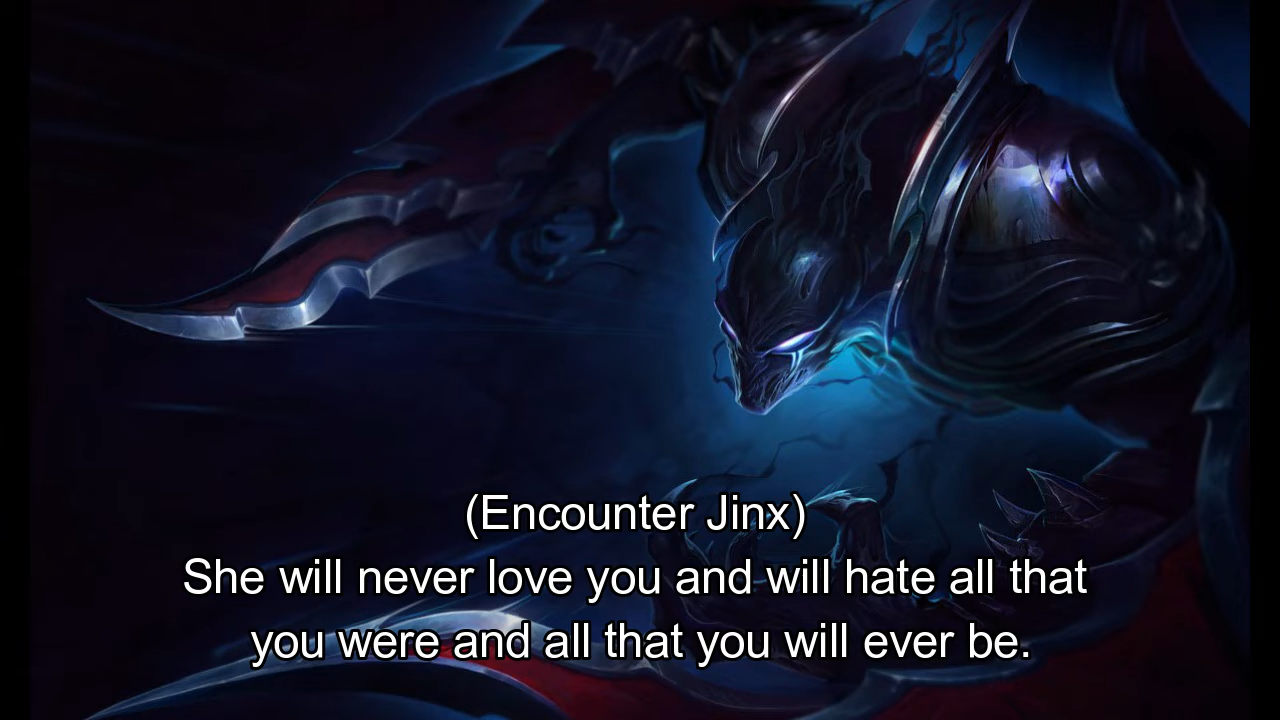 (Encounter Jinx)
She will never love you and will hate all that
you were and all that you will ever be.